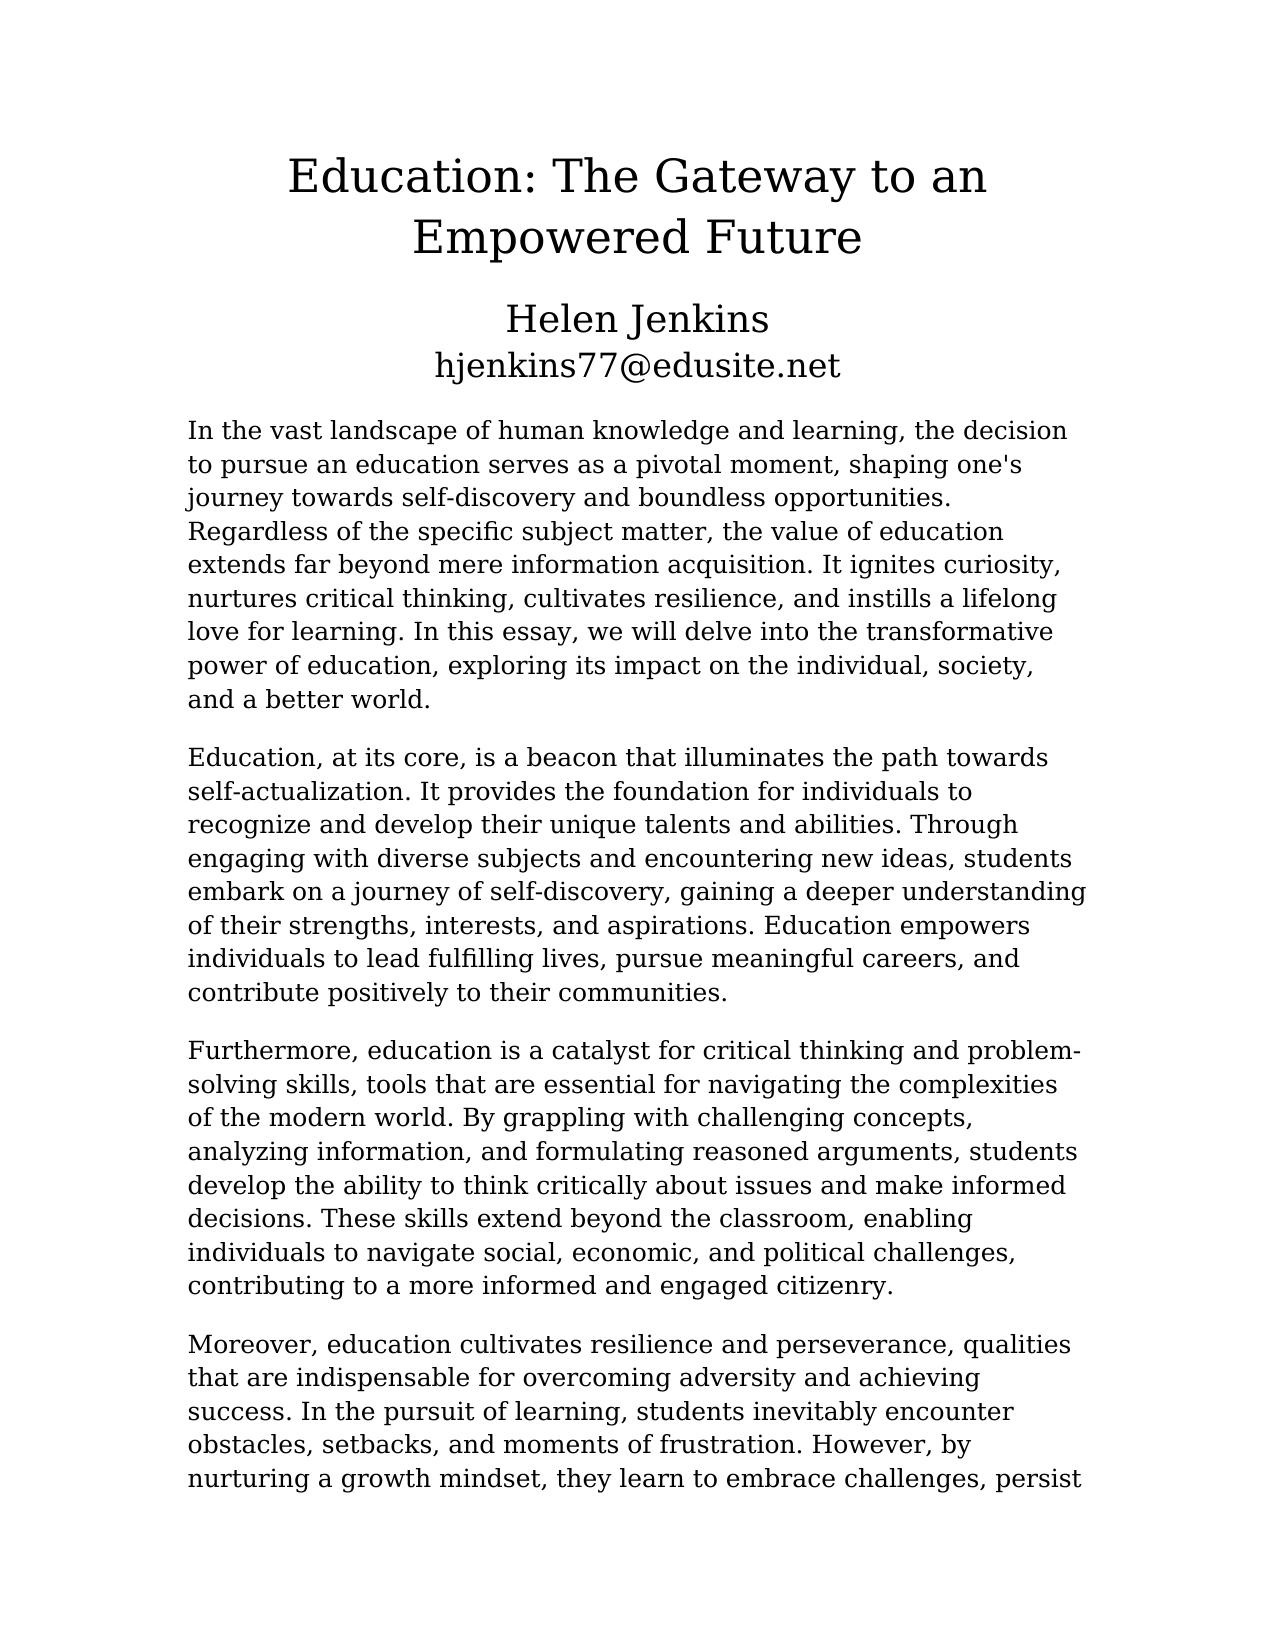 Education: The Gateway to an
Empowered Future
Helen Jenkins
hjenkins77@edusite.net
In the vast landscape of human knowledge and learning, the decision
to pursue an education serves as a pivotal moment, shaping one's
journey towards self-discovery and boundless opportunities.
Regardless of the specific subject matter, the value of education
extends far beyond mere information acquisition. It ignites curiosity,
nurtures critical thinking, cultivates resilience, and instills a lifelong
love for learning. In this essay, we will delve into the transformative
power of education, exploring its impact on the individual, society,
and a better world.
Education, at its core, is a beacon that illuminates the path towards
self-actualization. It provides the foundation for individuals to
recognize and develop their unique talents and abilities. Through
engaging with diverse subjects and encountering new ideas, students
embark on a journey of self-discovery, gaining a deeper understanding
of their strengths, interests, and aspirations. Education empowers
individuals to lead fulfilling lives, pursue meaningful careers, and
contribute positively to their communities.
Furthermore, education is a catalyst for critical thinking and problem-
solving skills, tools that are essential for navigating the complexities
of the modern world. By grappling with challenging concepts,
analyzing information, and formulating reasoned arguments, students
develop the ability to think critically about issues and make informed
decisions. These skills extend beyond the classroom, enabling
individuals to navigate social, economic, and political challenges,
contributing to a more informed and engaged citizenry.
Moreover, education cultivates resilience and perseverance, qualities
that are indispensable for overcoming adversity and achieving
success. In the pursuit of learning, students inevitably encounter
obstacles, setbacks, and moments of frustration. However, by
nurturing a growth mindset, they learn to embrace challenges, persist